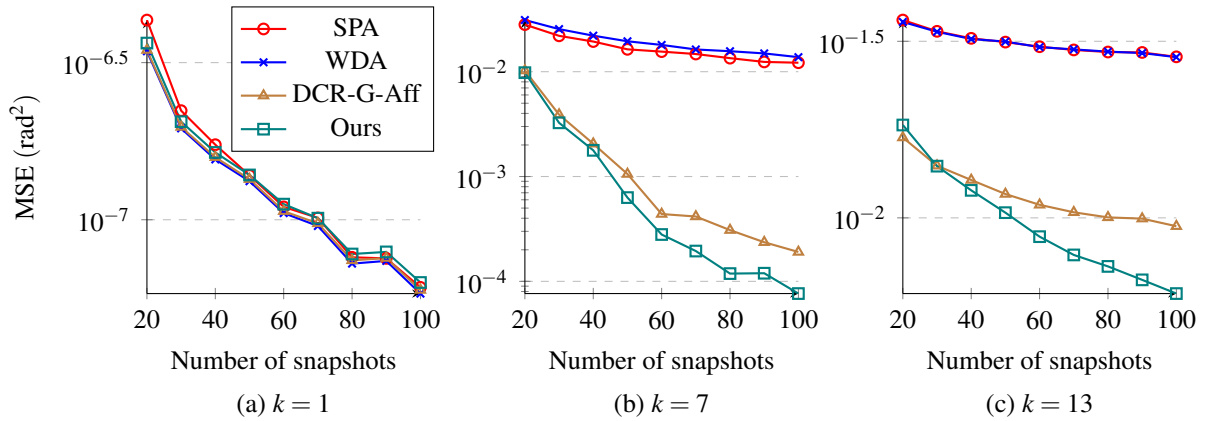 MSE (rad²)
10^−6.5
10^−7
SPA
WDA
DCR-G-Aff
Ours
20 40 60 80 100
Number of snapshots
(a) k = 1
10^−2
10^−3
10^−4
20 40 60 80 100
Number of snapshots
(b) k = 7
10^−1.5
10^−2
20 40 60 80 100
Number of snapshots
(c) k = 13